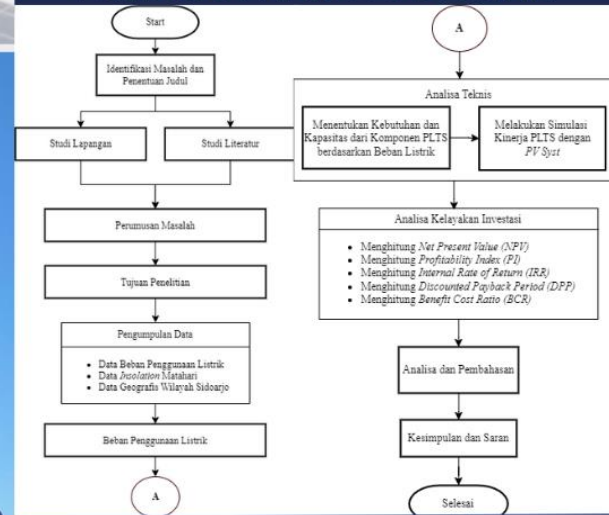 Start
Identifikasi Masalah dan
Penentuan Judul
Studi Lapangan
Studi Literatur
Perumusan Masalah
Tujuan Penelitian
Pengumpulan Data
• Data Beban Penggunaan Listrik
• Data Insolation Matahari
• Data Geografis Wilayah Sidoarjo
Beban Penggunaan Listrik
A
A
Analisa Teknis
Menentukan Kebutuhan dan
Kapasitas dari Komponen PLTS
berdasarkan Beban Listrik
Melakukan Simulasi
Kinerja PLTS dengan
PV Syst
Analisa Kelayakan Investasi
• Menghitung Net Present Value (NPV)
• Menghitung Profitability Index (PI)
• Menghitung Internal Rate of Return (IRR)
• Menghitung Discounted Payback Period (DPP)
• Menghitung Benefit Cost Ratio (BCR)
Analisa dan Pembahasan
Kesimpulan dan Saran
Selesai